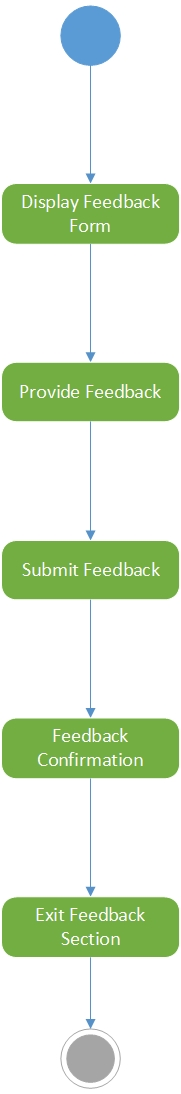 Display Feedback
Form
Provide Feedback
Submit Feedback
Feedback
Confirmation
Exit Feedback
Section